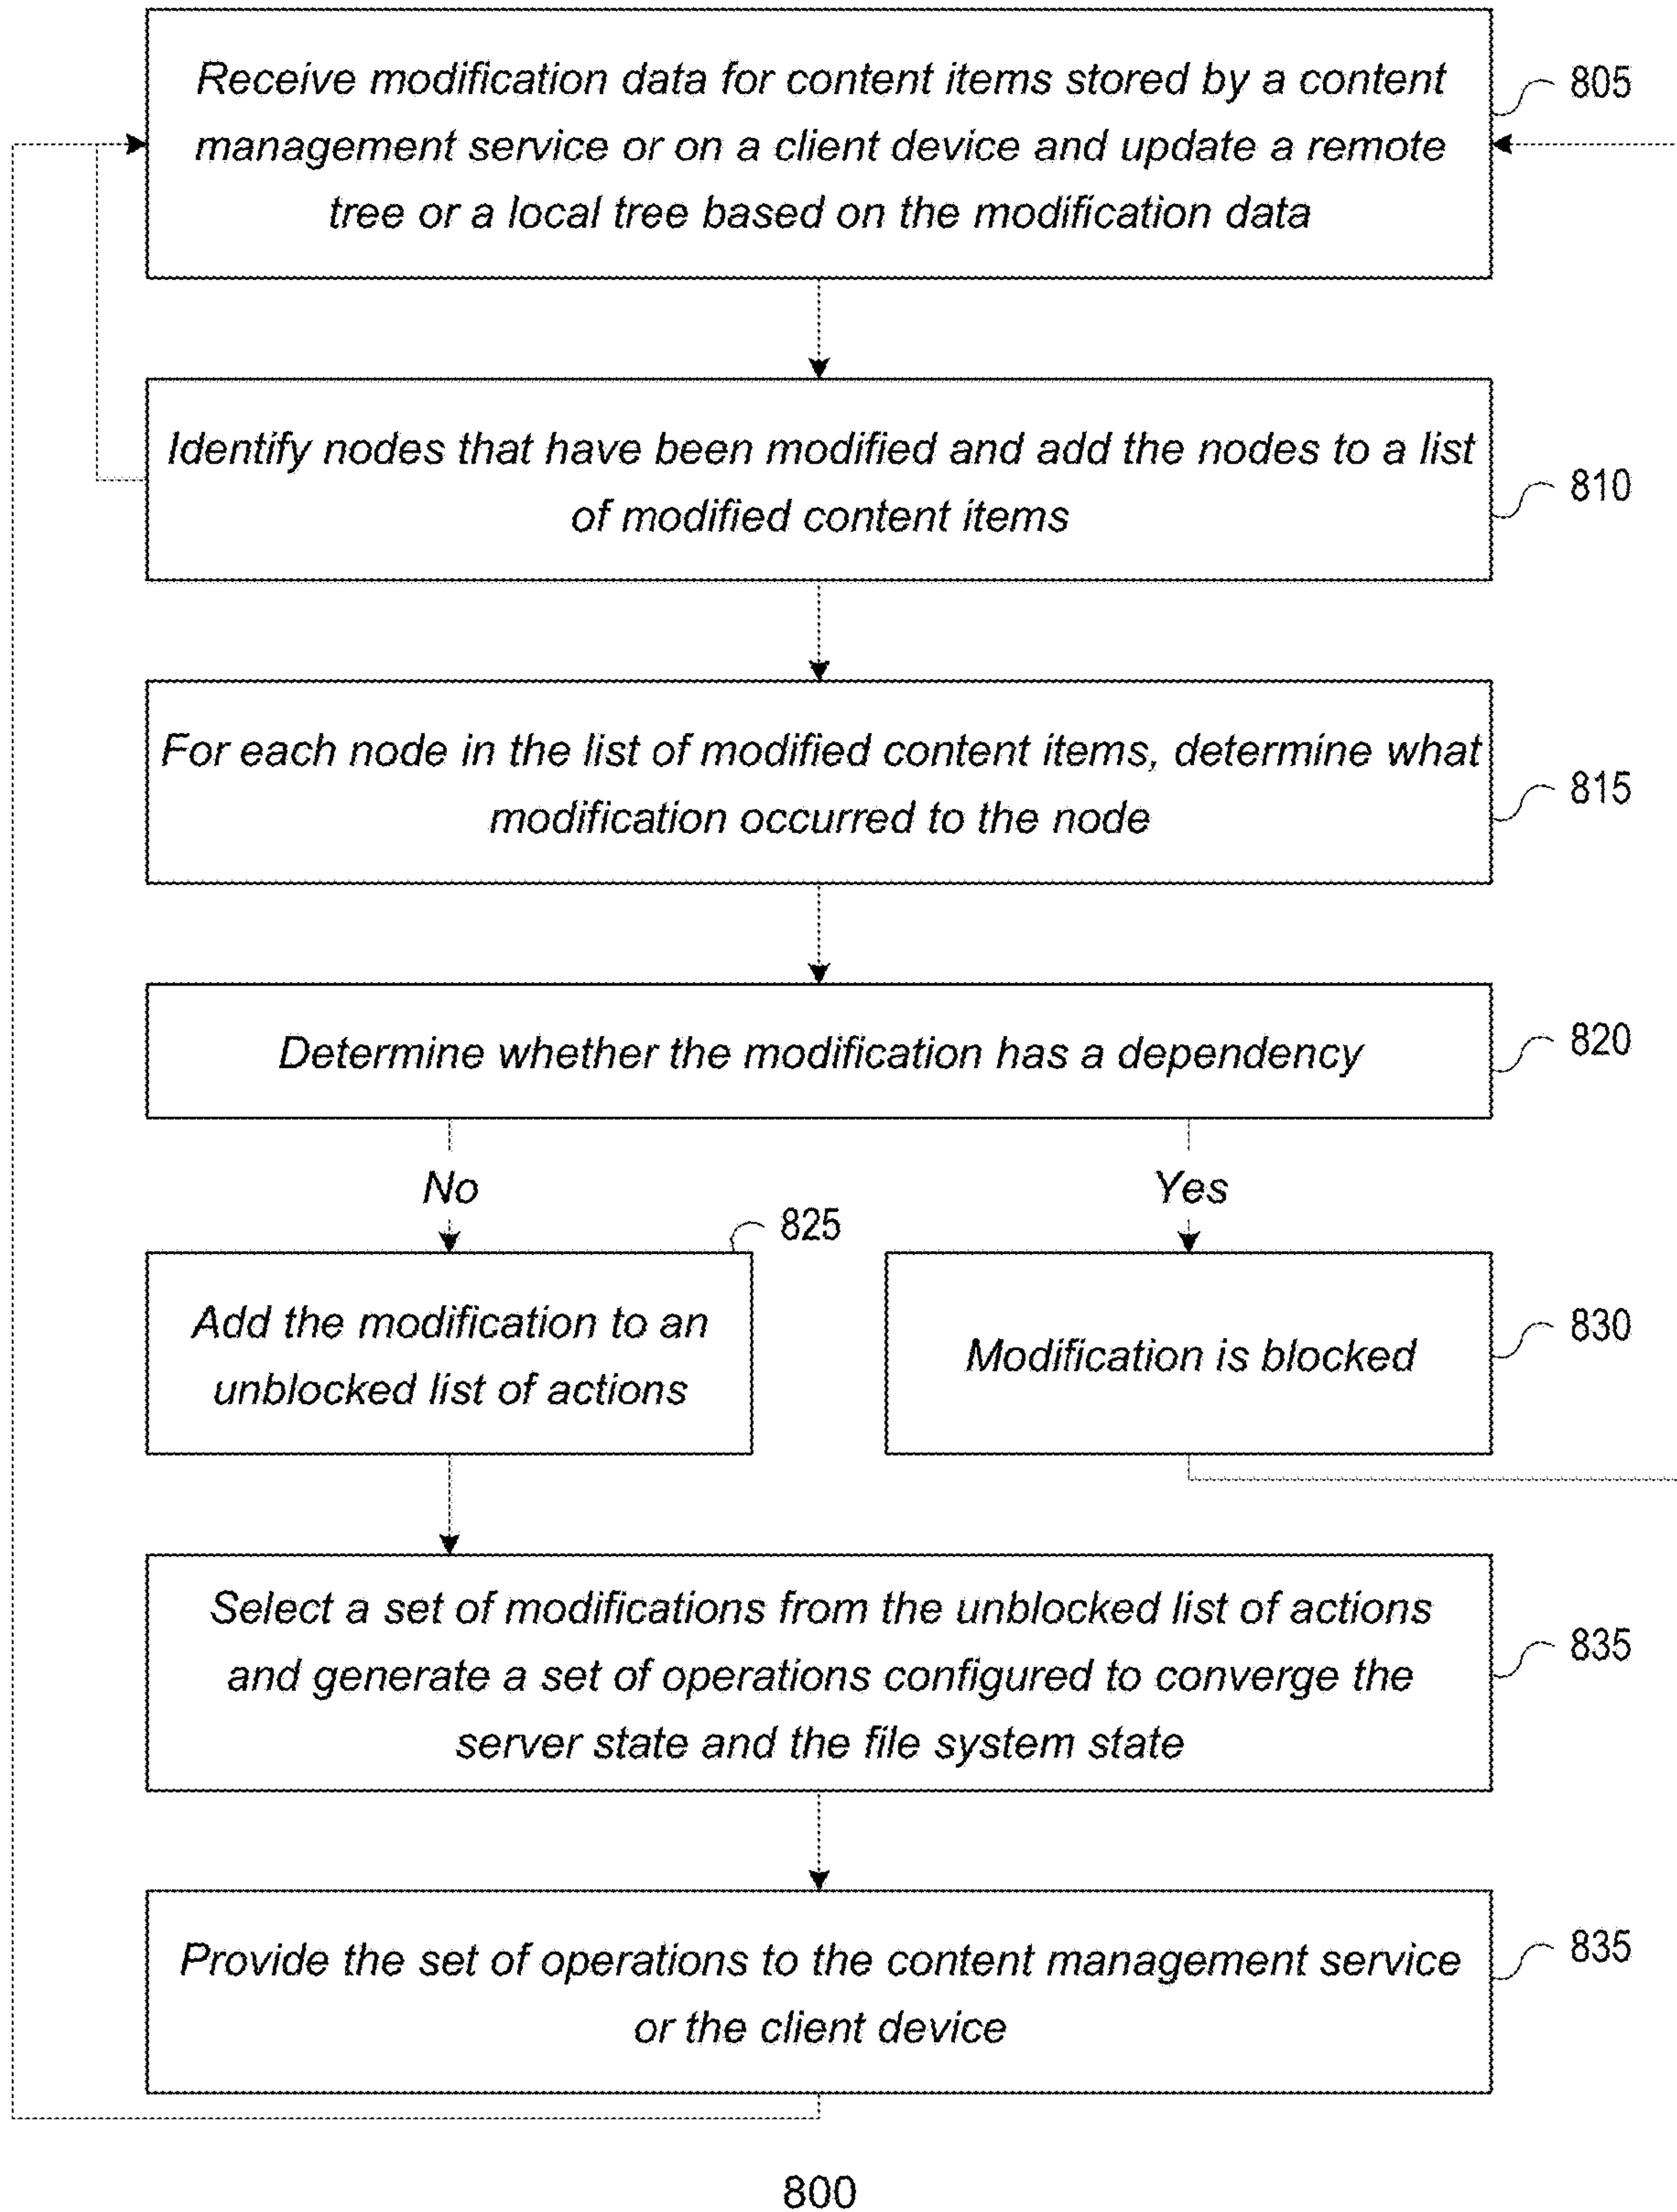 Receive modification data for content items stored by a content
management service or on a client device and update a remote
tree or a local tree based on the modification data
805
Identify nodes that have been modified and add the nodes to a list
of modified content items
810
For each node in the list of modified content items, determine what
modification occurred to the node
815
Determine whether the modification has a dependency
820
No
Yes
825
Add the modification to an
unblocked list of actions
Modification is blocked
830
Select a set of modifications from the unblocked list of actions
and generate a set of operations configured to converge the
server state and the file system state
835
Provide the set of operations to the content management service
or the client device
835
800